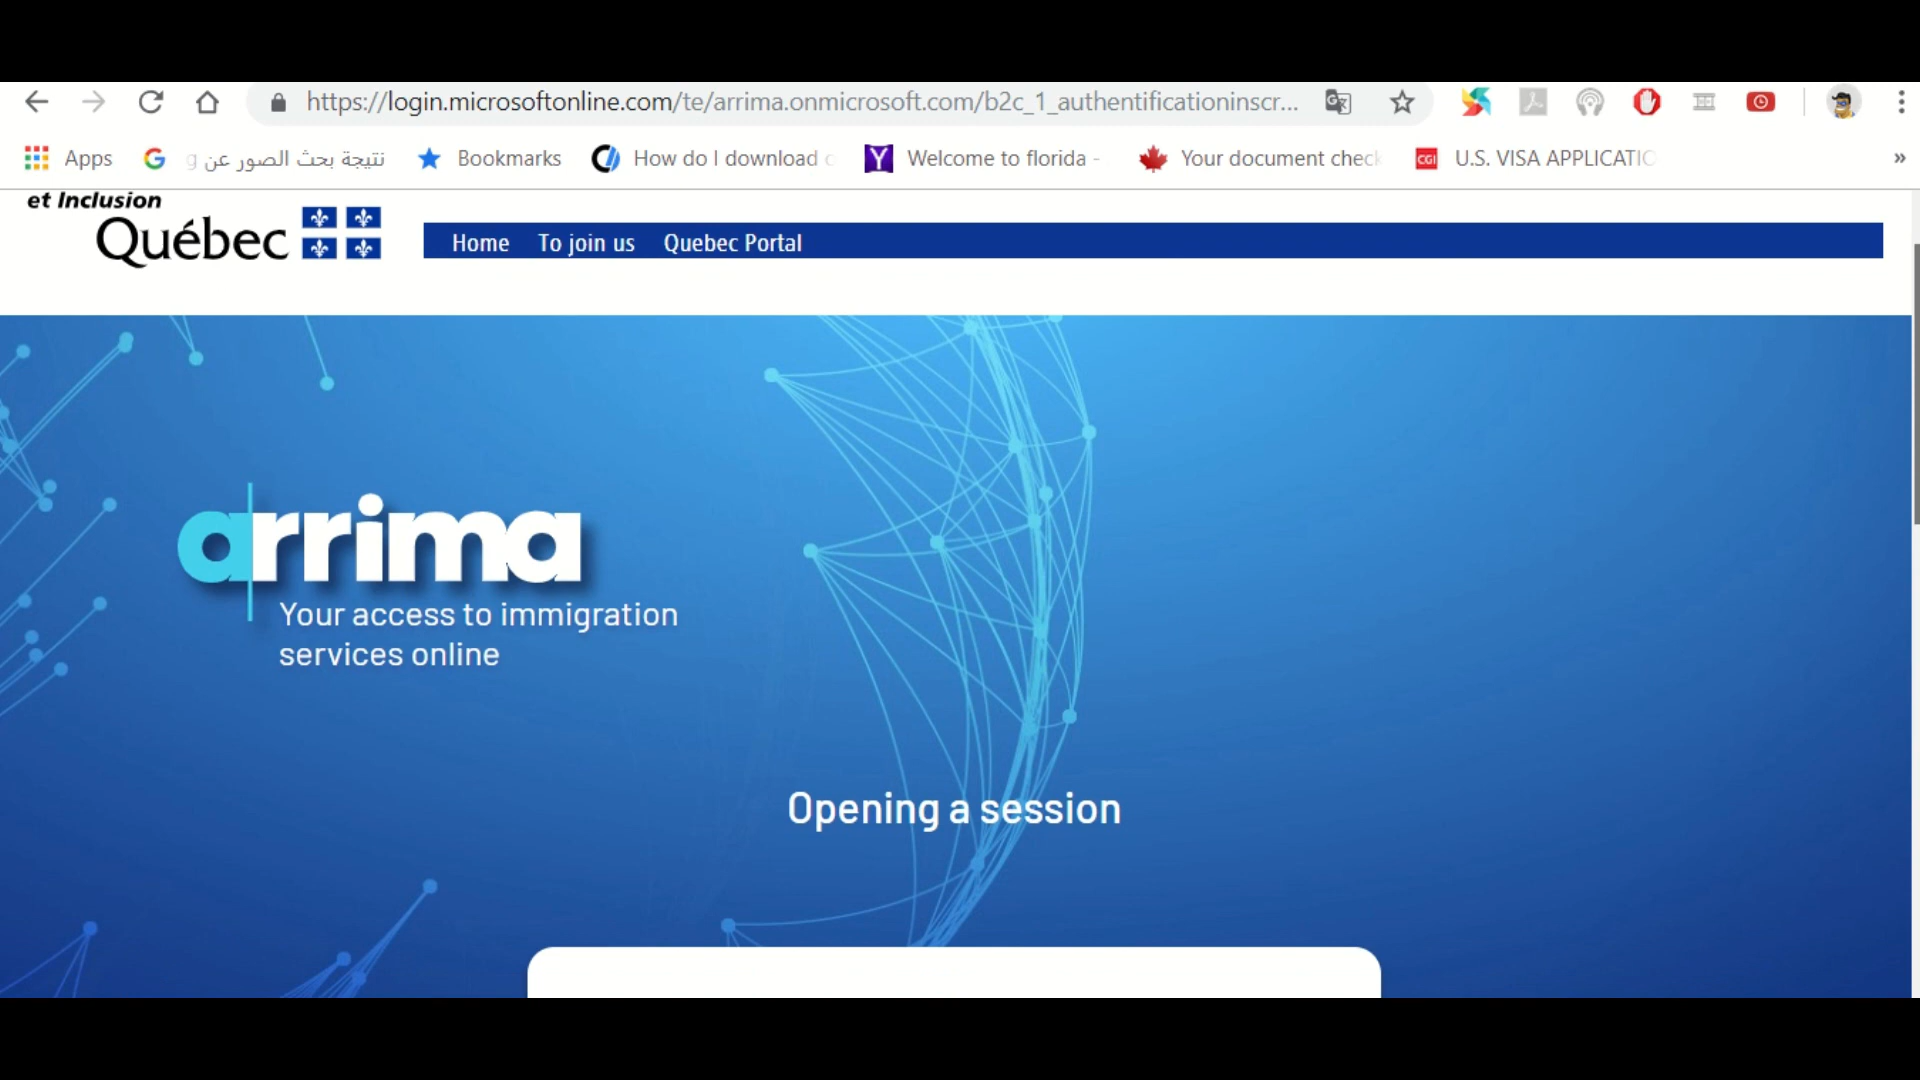 https://login.microsoftonline.com/te/arrima.onmicrosoft.com/b2c_1_authentificationinscr...
Apps نتيجة بحث الصور عن g Bookmarks How do I download Welcome to florida - Your document check U.S. VISA APPLICATIO »
et Inclusion
Québec
Home To join us Quebec Portal
arrima
Your access to immigration
services online
Opening a session